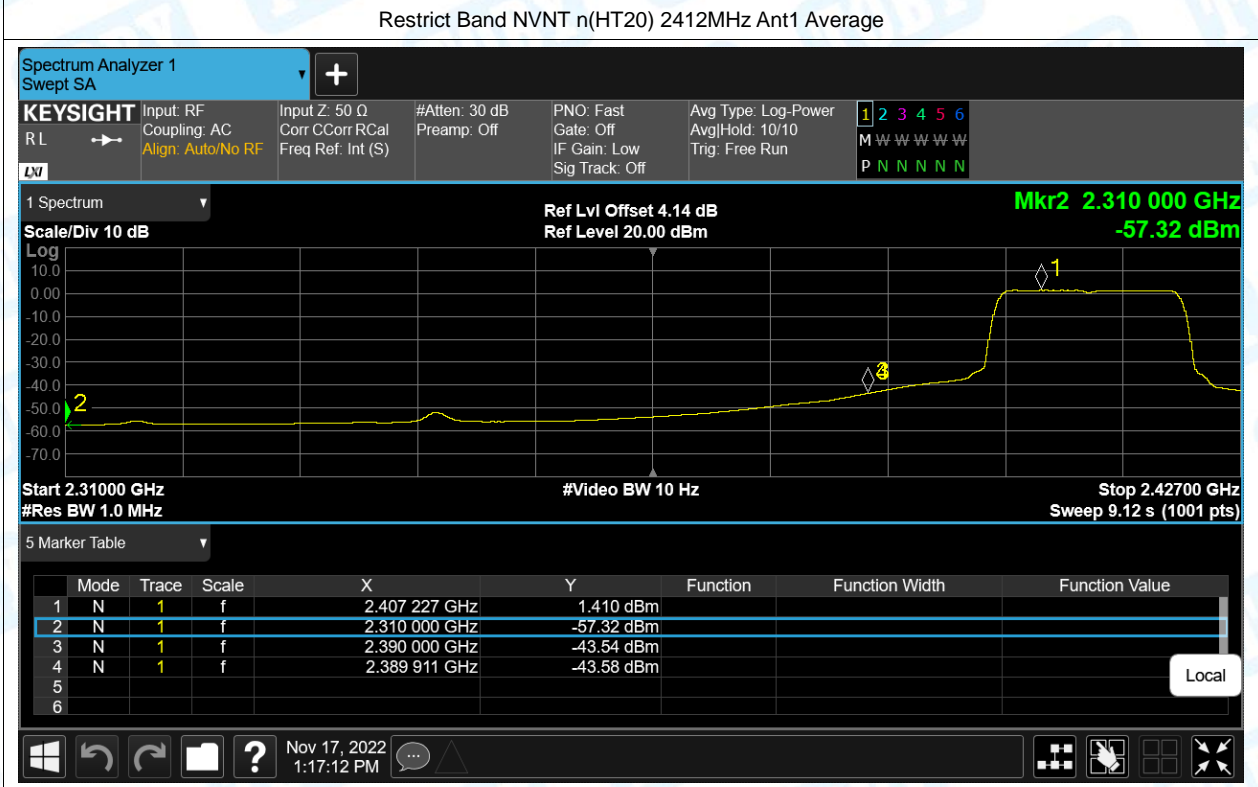 Restrict Band NVNT n(HT20) 2412MHz Ant1 Average
Spectrum Analyzer 1
Swept SA
KEYSIGHT
R L
LXI
Input: RF
Coupling: AC
Align: Auto/No RF
Input Z: 50 Ω
Corr CCorr RCal
Freq Ref: Int (S)
#Atten: 30 dB
Preamp: Off
PNO: Fast
Gate: Off
IF Gain: Low
Sig Track: Off
Avg Type: Log-Power
Avg|Hold: 10/10
Trig: Free Run
1 2 3 4 5 6
M W W W W W
P N N N N N
1 Spectrum
Scale/Div 10 dB
Ref Lvl Offset 4.14 dB
Ref Level 20.00 dBm
Mkr2 2.310 000 GHz
-57.32 dBm
Log
10.0
0.00
-10.0
-20.0
-30.0
-40.0
-50.0
-60.0
-70.0
1
2
Start 2.31000 GHz
#Res BW 1.0 MHz
#Video BW 10 Hz
Stop 2.42700 GHz
Sweep 9.12 s (1001 pts)
5 Marker Table
Mode Trace Scale X Y Function Function Width Function Value
1 N 1 f 2.407 227 GHz 1.410 dBm
2 N 1 f 2.310 000 GHz -57.32 dBm
3 N 1 f 2.390 000 GHz -43.54 dBm
4 N 1 f 2.389 911 GHz -43.58 dBm
5
6
Local
?
Nov 17, 2022
1:17:12 PM